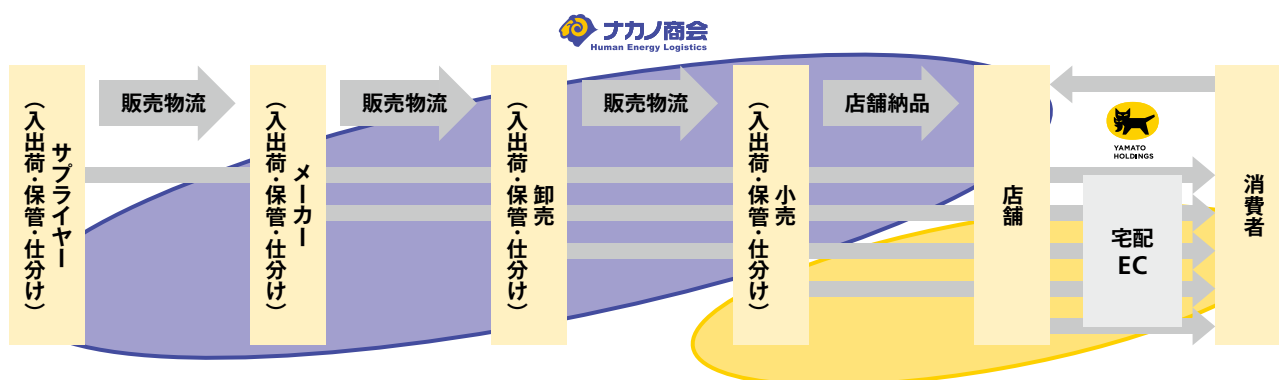 ナカノ商会
Human Energy Logistics
サプライヤー
（入出荷・保管・仕分け）
販売物流
メーカー
（入出荷・保管・仕分け）
販売物流
卸売
（入出荷・保管・仕分け）
販売物流
小売
（入出荷・保管・仕分け）
店舗納品
店舗
YAMATO
HOLDINGS
宅配
EC
消費者